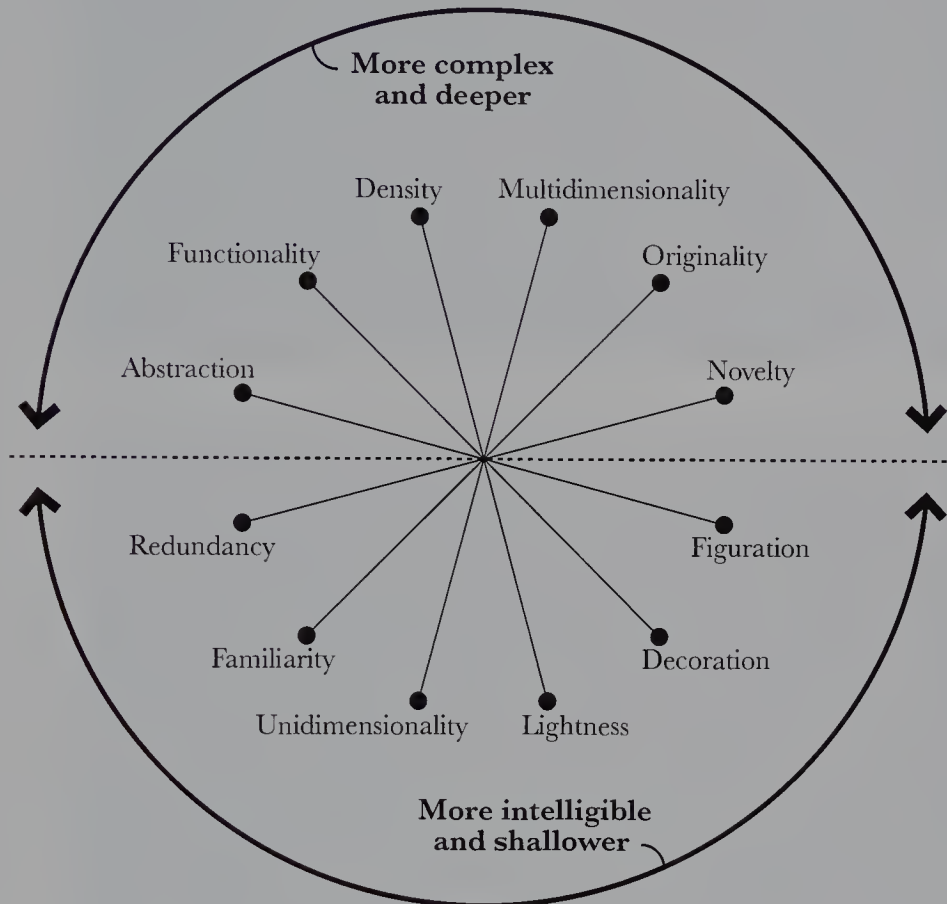 More complex
and deeper
Density
Multidimensionality
Functionality
Originality
Abstraction
Novelty
Redundancy
Figuration
Familiarity
Decoration
Unidimensionality
Lightness
More intelligible
and shallower